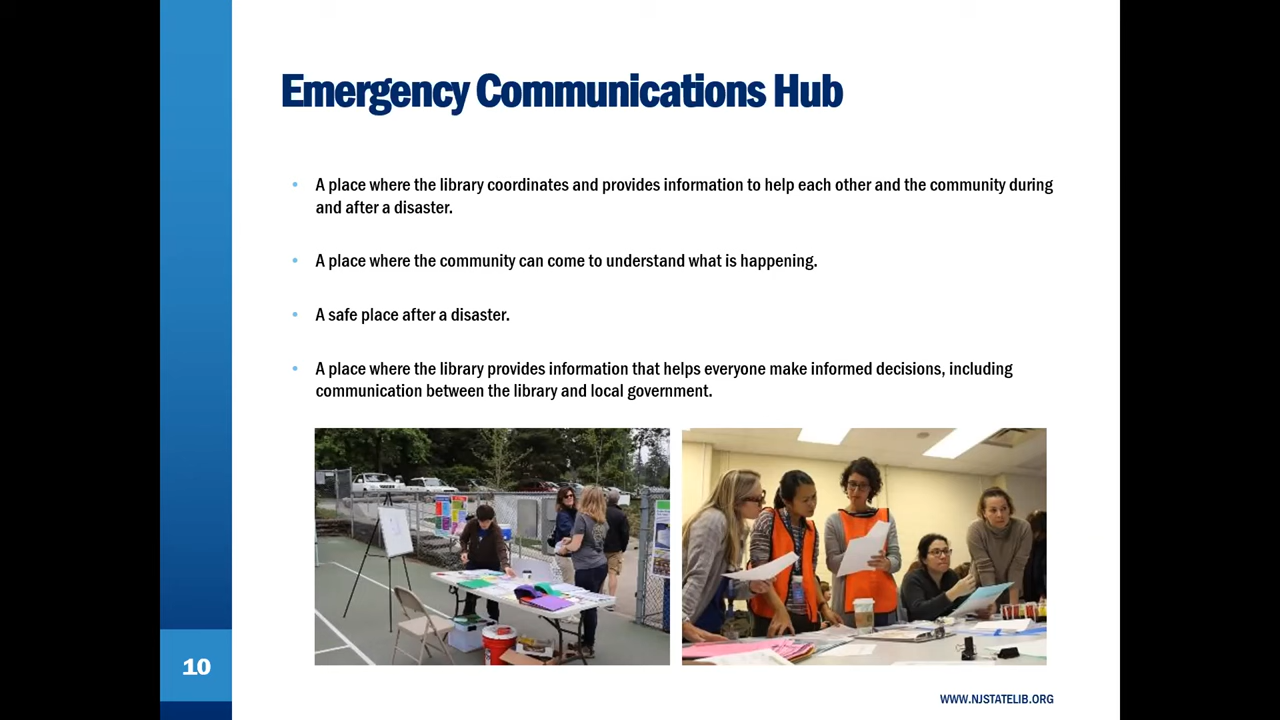 Emergency Communications Hub
• A place where the library coordinates and provides information to help each other and the community during
and after a disaster.
• A place where the community can come to understand what is happening.
• A safe place after a disaster.
• A place where the library provides information that helps everyone make informed decisions, including
communication between the library and local government.
10
WWW.NJSTATELIB.ORG